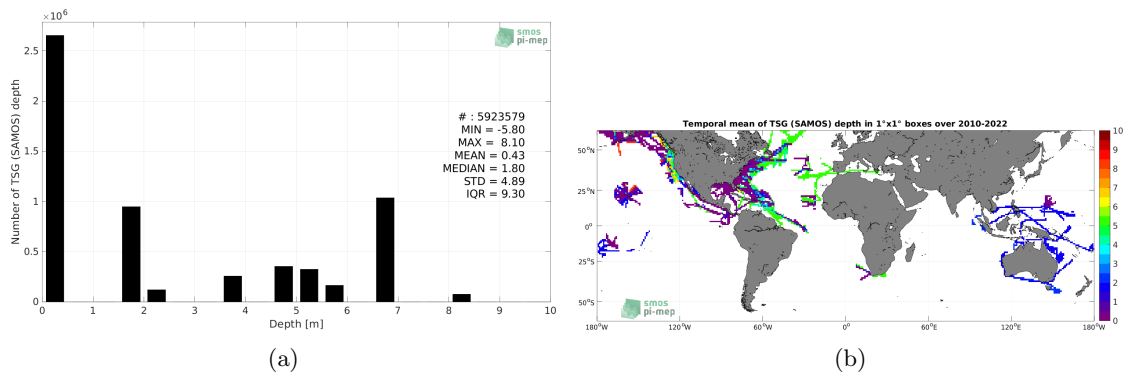 ×10^6
smos
pi-mep
Number of TSG (SAMOS) depth
2.5
2
1.5
1
0.5
0
# : 5923579
MIN = -5.80
MAX = 8.10
MEAN = 0.43
MEDIAN = 1.80
STD = 4.89
IQR = 9.30
0 1 2 3 4 5 6 7 8 9 10
Depth [m]
(a)
Temporal mean of TSG (SAMOS) depth in 1°x1° boxes over 2010-2022
50°N
25°N
0°
25°S
50°S
180°W 120°W 60°W 0° 60°E 120°E 180°E
smos
pi-mep
10
9
8
7
6
5
4
3
2
1
0
(b)